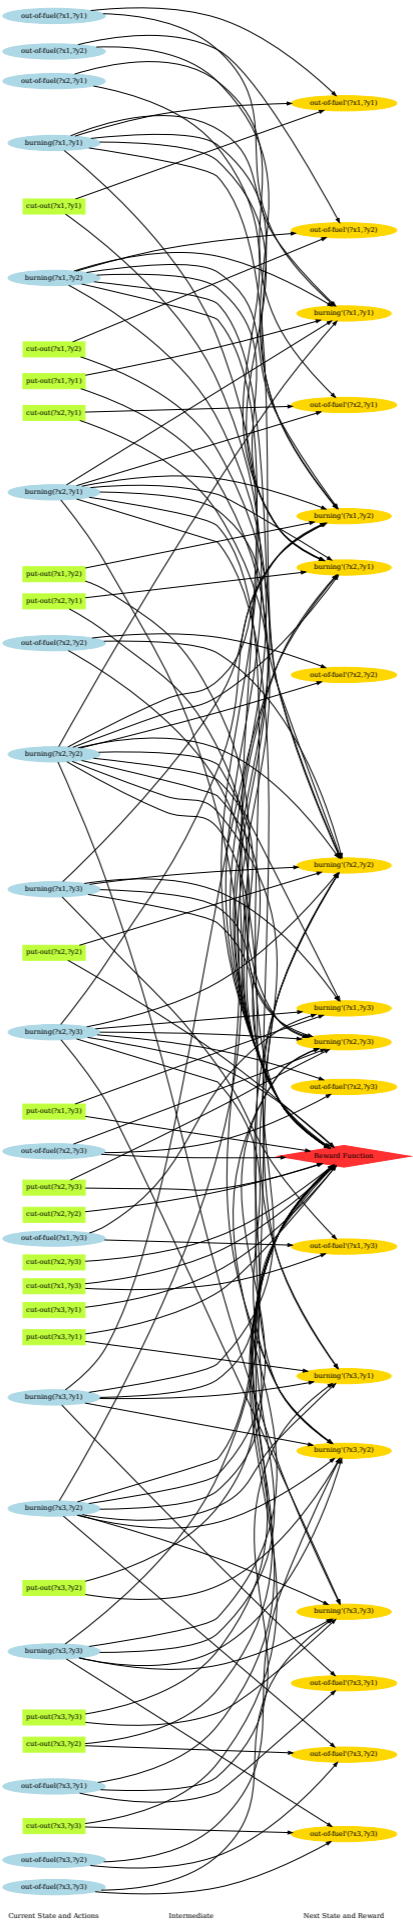 out-of-fuel(?x1,?y1)
out-of-fuel(?x1,?y2)
out-of-fuel(?x2,?y1)
out-of-fuel'(?x1,?y1)
burning(?x1,?y1)
cut-out(?x1,?y1)
out-of-fuel'(?x1,?y2)
burning(?x1,?y2)
burning'(?x1,?y1)
cut-out(?x1,?y2)
put-out(?x1,?y1)
out-of-fuel'(?x2,?y1)
cut-out(?x2,?y1)
burning(?x2,?y1)
burning'(?x1,?y2)
burning'(?x2,?y1)
put-out(?x1,?y2)
put-out(?x2,?y1)
out-of-fuel(?x2,?y2)
out-of-fuel'(?x2,?y2)
burning(?x2,?y2)
burning'(?x2,?y2)
burning(?x1,?y3)
put-out(?x2,?y2)
burning'(?x1,?y3)
burning(?x2,?y3)
burning'(?x2,?y3)
out-of-fuel'(?x2,?y3)
put-out(?x1,?y3)
out-of-fuel(?x2,?y3)
Reward Function
put-out(?x2,?y3)
cut-out(?x2,?y2)
out-of-fuel(?x1,?y3)
out-of-fuel'(?x1,?y3)
cut-out(?x2,?y3)
cut-out(?x1,?y3)
cut-out(?x3,?y1)
put-out(?x3,?y1)
burning'(?x3,?y1)
burning(?x3,?y1)
burning'(?x3,?y2)
burning(?x3,?y2)
put-out(?x3,?y2)
burning'(?x3,?y3)
burning(?x3,?y3)
out-of-fuel'(?x3,?y1)
put-out(?x3,?y3)
cut-out(?x3,?y2)
out-of-fuel'(?x3,?y2)
out-of-fuel(?x3,?y1)
cut-out(?x3,?y3)
out-of-fuel'(?x3,?y3)
out-of-fuel(?x3,?y2)
out-of-fuel(?x3,?y3)
Current State and Actions
Intermediate
Next State and Reward